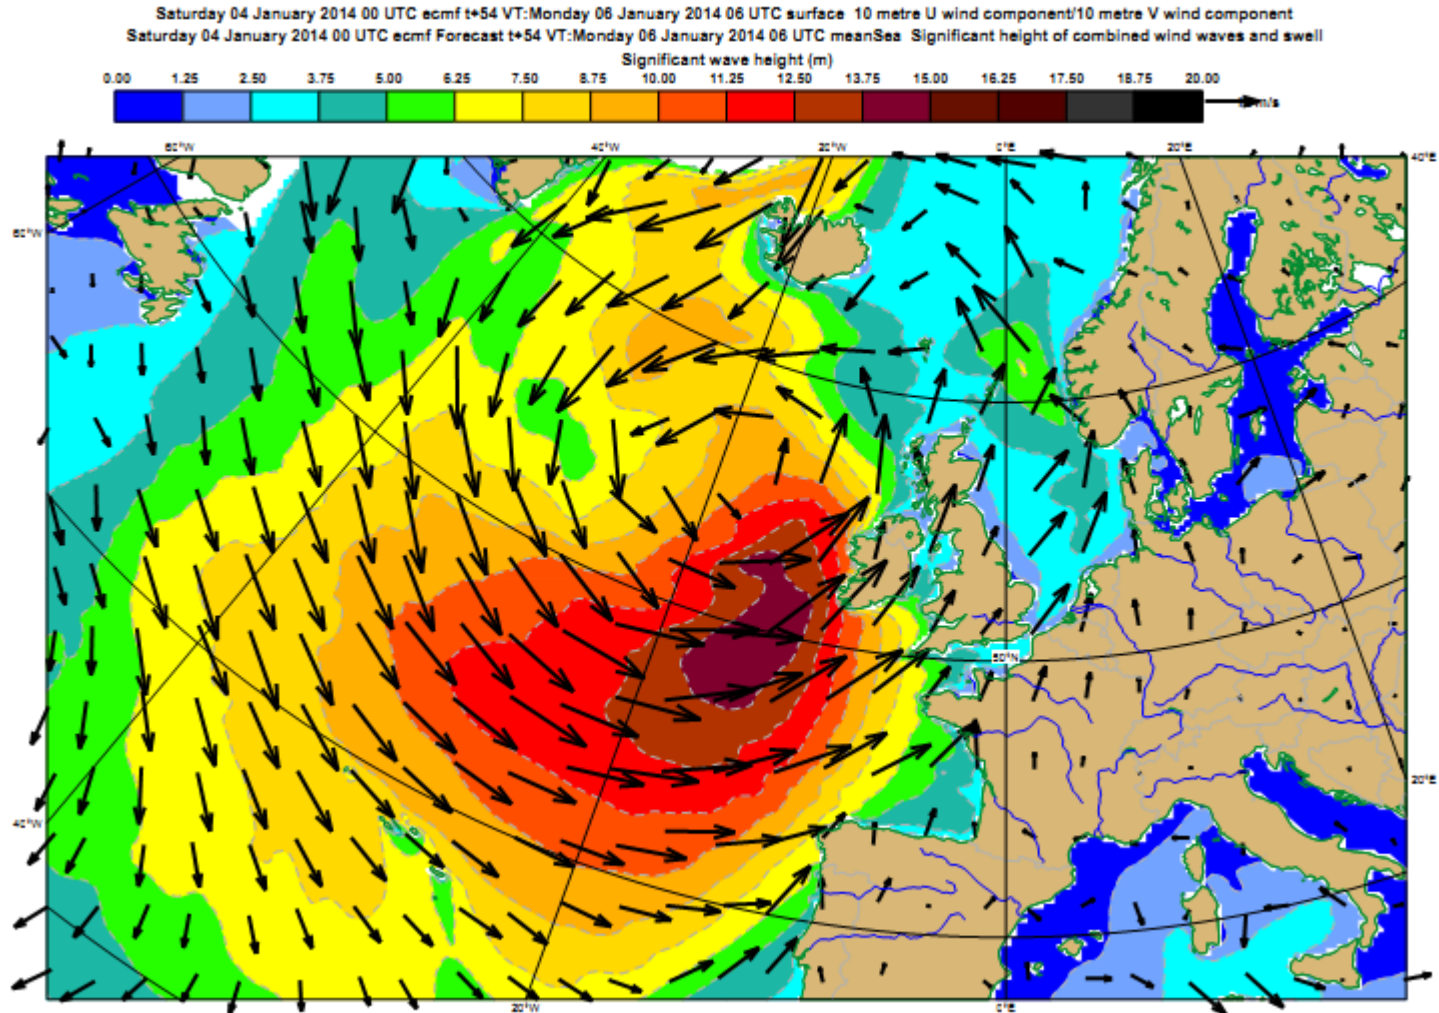 Saturday 04 January 2014 00 UTC ecmf t+54 VT:Monday 06 January 2014 06 UTC surface 10 metre U wind component/10 metre V wind component
Saturday 04 January 2014 00 UTC ecmf Forecast t+54 VT:Monday 06 January 2014 06 UTC meanSea Significant height of combined wind waves and swell
Significant wave height (m)
0.00 1.25 2.50 3.75 5.00 6.25 7.50 8.75 10.00 11.25 12.50 13.75 15.00 16.25 17.50 18.75 20.00
m/s
60°W 40°W 20°W 0°E 20°E 40°E
60°W
50°N
20°E
40°W
20°W 0°E